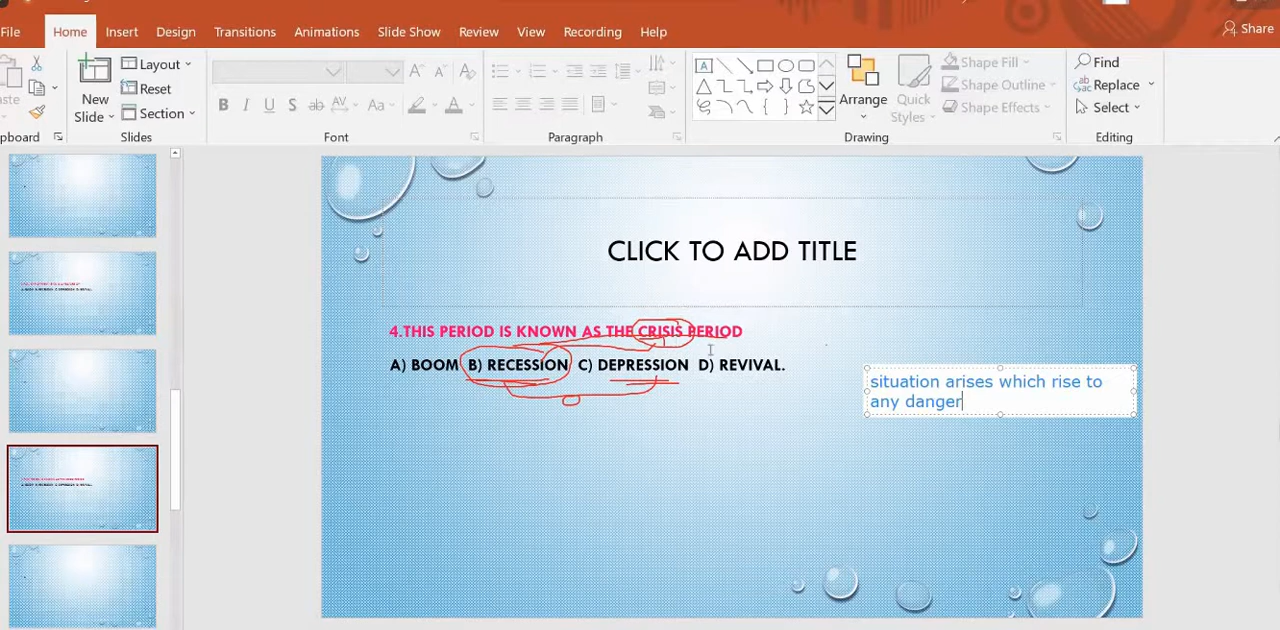 File Home Insert Design Transitions Animations Slide Show Review View Recording Help Share
Layout
Reset
New
Slide
Section
Slides
Font
Paragraph
Arrange
Quick
Styles
Shape Fill
Shape Outline
Shape Effects
Drawing
Find
Replace
Select
Editing
CLICK TO ADD TITLE
4.THIS PERIOD IS KNOWN AS THE CRISIS PERIOD
A) BOOM B) RECESSION C) DEPRESSION D) REVIVAL.
situation arises which rise to
any danger